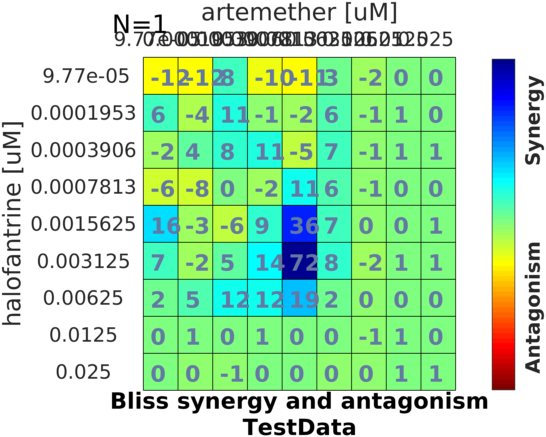 artemether [uM]
N=1
9.77e-05 -12 -12 8 -10 -11 3 -2 0 0
0.0001953 6 -4 11 -1 -2 6 -1 1 0
0.0003906 -2 4 8 11 -5 7 -1 1 1
0.0007813 -6 -8 0 -2 11 6 -1 0 0
0.0015625 16 -3 -6 9 36 7 0 0 1
0.003125 7 -2 5 14 72 8 -2 1 1
0.00625 2 5 12 12 19 2 0 0 0
0.0125 0 1 0 1 0 0 -1 1 0
0.025 0 0 -1 0 0 0 0 1 1
halofantrine [uM]
Synergy
Antagonism
Bliss synergy and antagonism
TestData